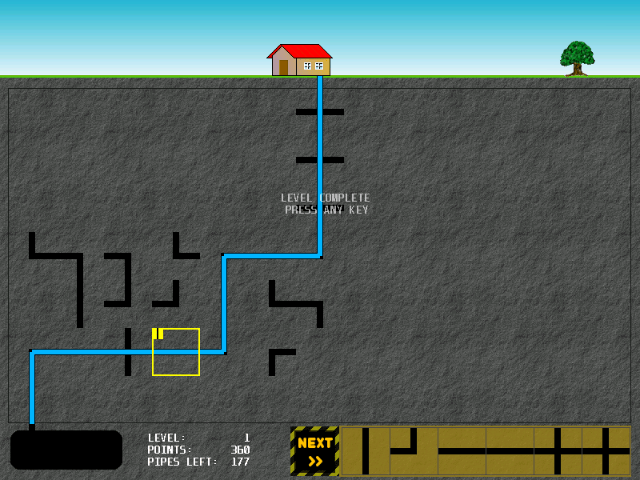 LEVEL COMPLETE
PRESS ANY KEY
LEVEL: 1
POINTS: 360
PIPES LEFT: 177
NEXT
>>